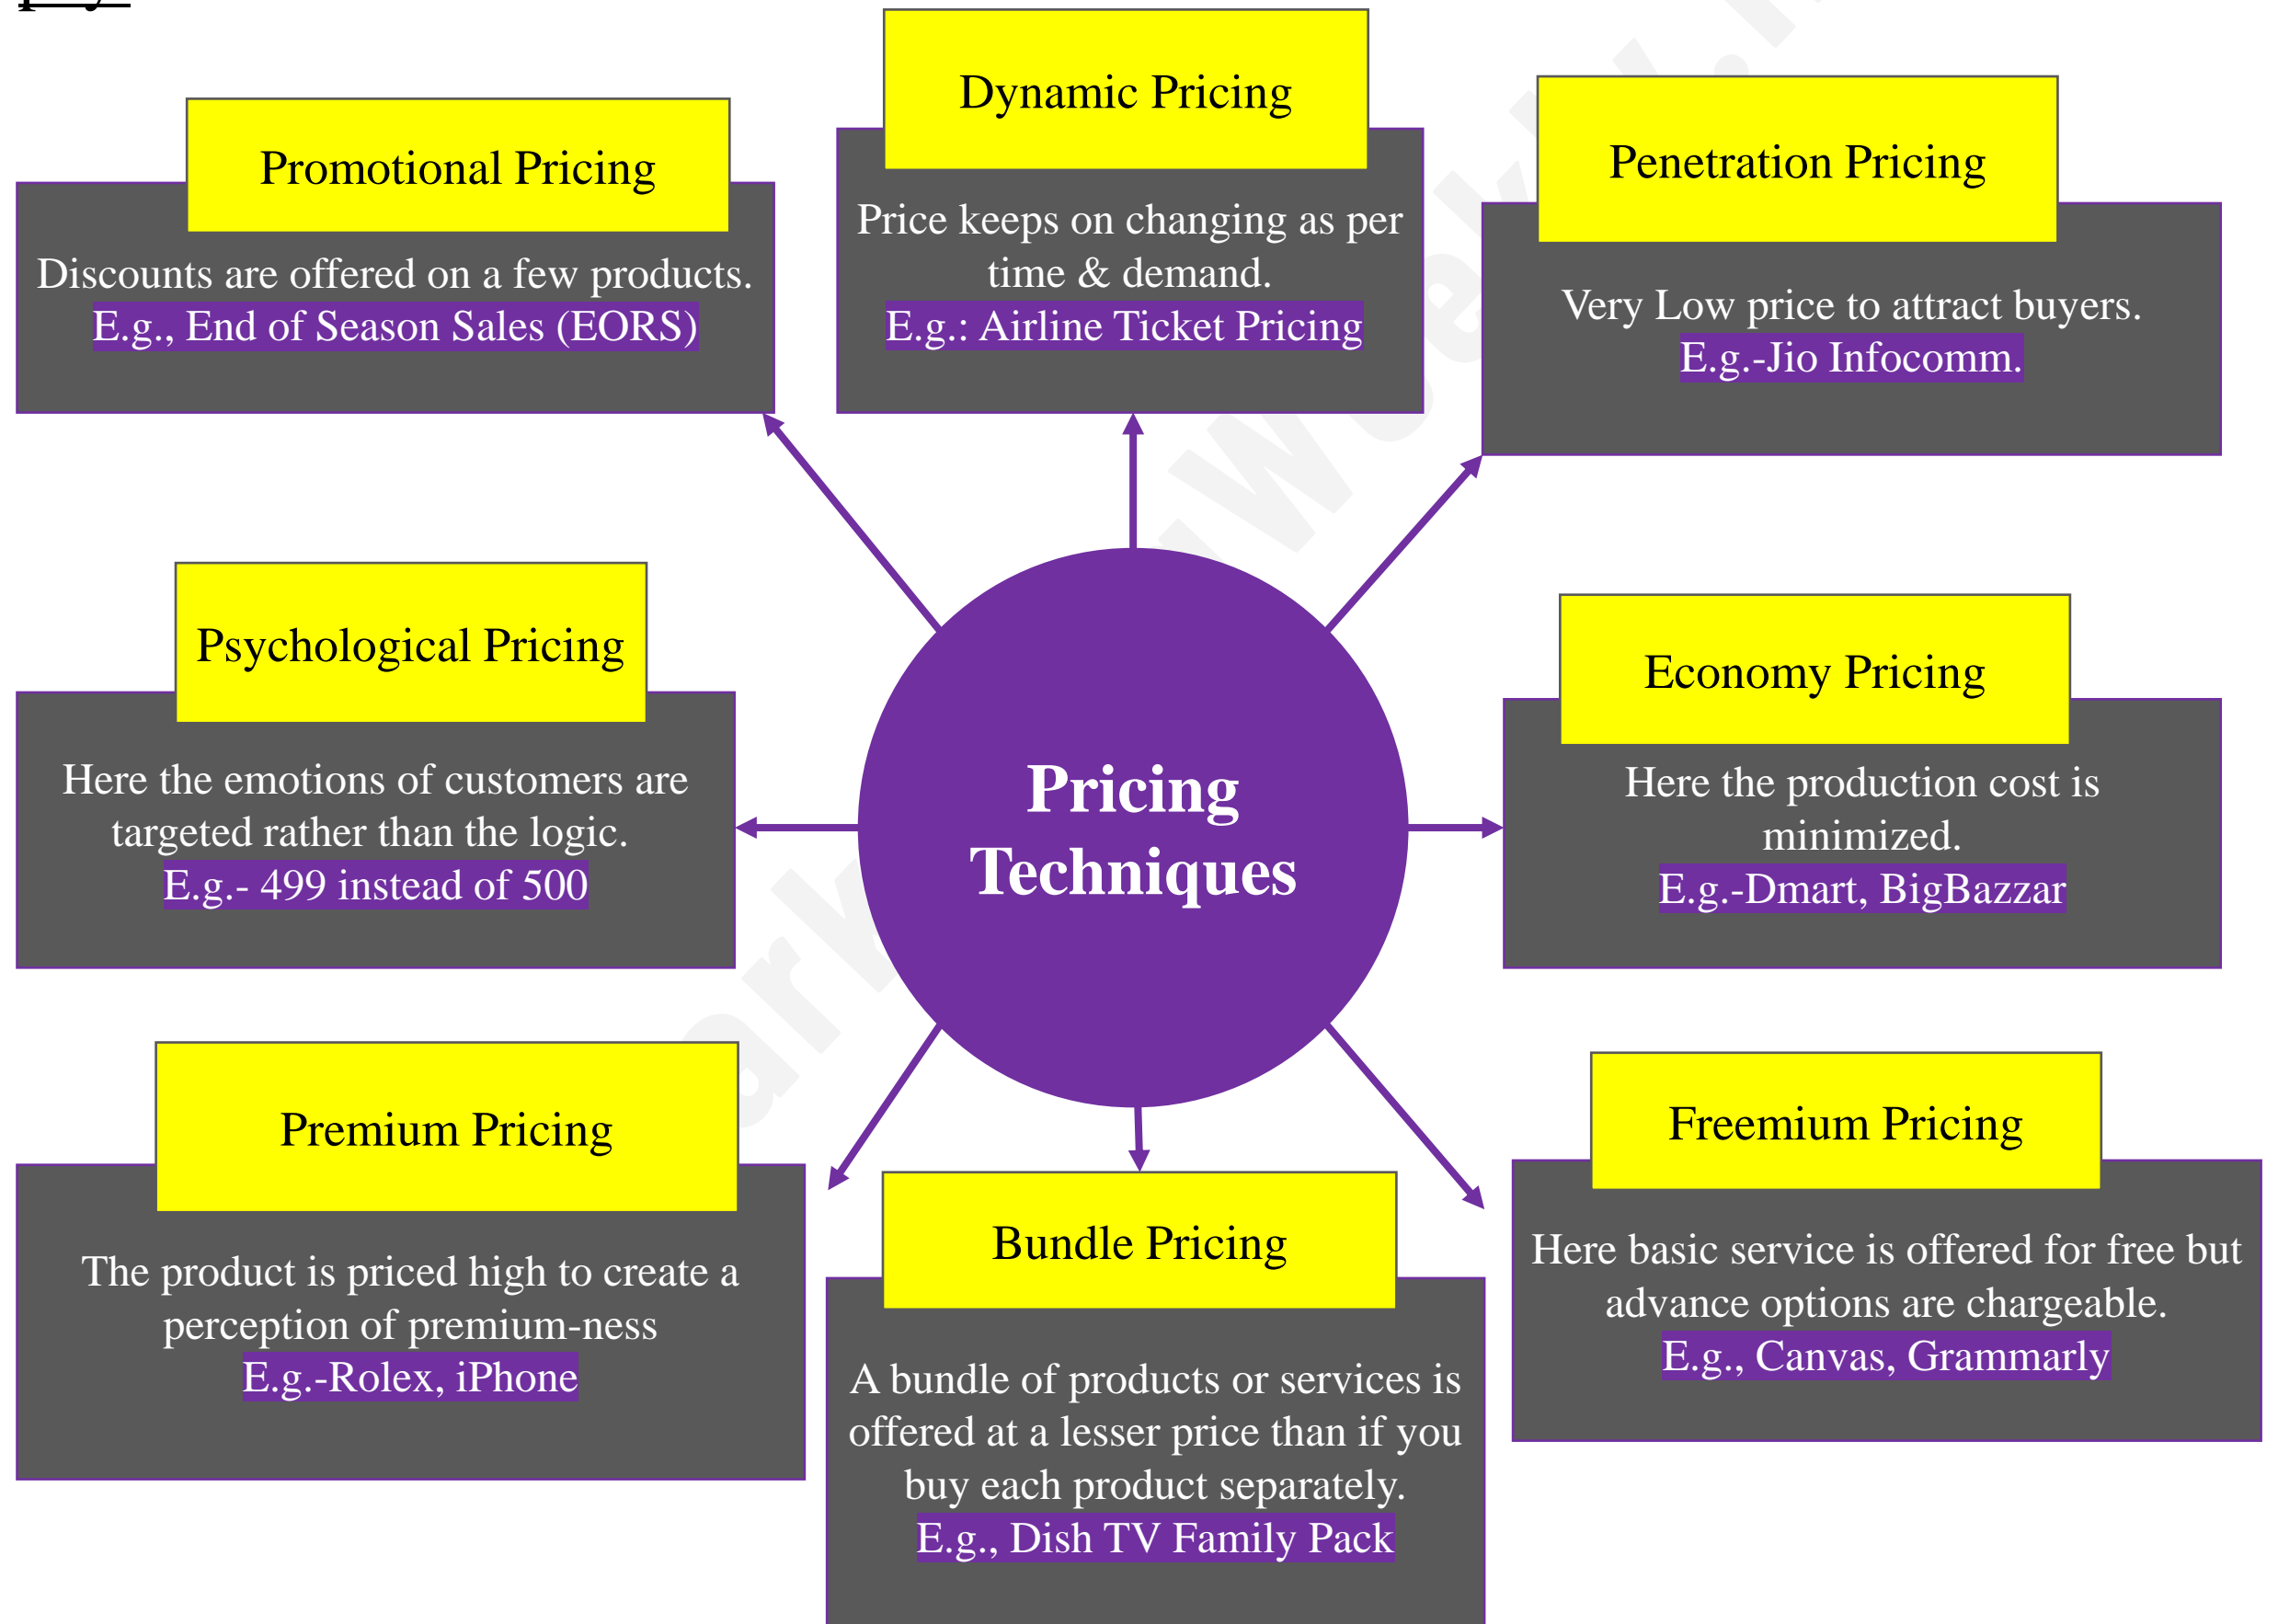 Dynamic Pricing
Price keeps on changing as per
time & demand.
E.g.: Airline Ticket Pricing
Promotional Pricing
Discounts are offered on a few products.
E.g., End of Season Sales (EORS)
Penetration Pricing
Very Low price to attract buyers.
E.g.-Jio Infocomm.
Psychological Pricing
Here the emotions of customers are
targeted rather than the logic.
E.g.- 499 instead of 500
Pricing
Techniques
Economy Pricing
Here the production cost is
minimized.
E.g.-Dmart, BigBazzar
Premium Pricing
The product is priced high to create a
perception of premium-ness
E.g.-Rolex, iPhone
Bundle Pricing
A bundle of products or services is
offered at a lesser price than if you
buy each product separately.
E.g., Dish TV Family Pack
Freemium Pricing
Here basic service is offered for free but
advance options are chargeable.
E.g., Canvas, Grammarly